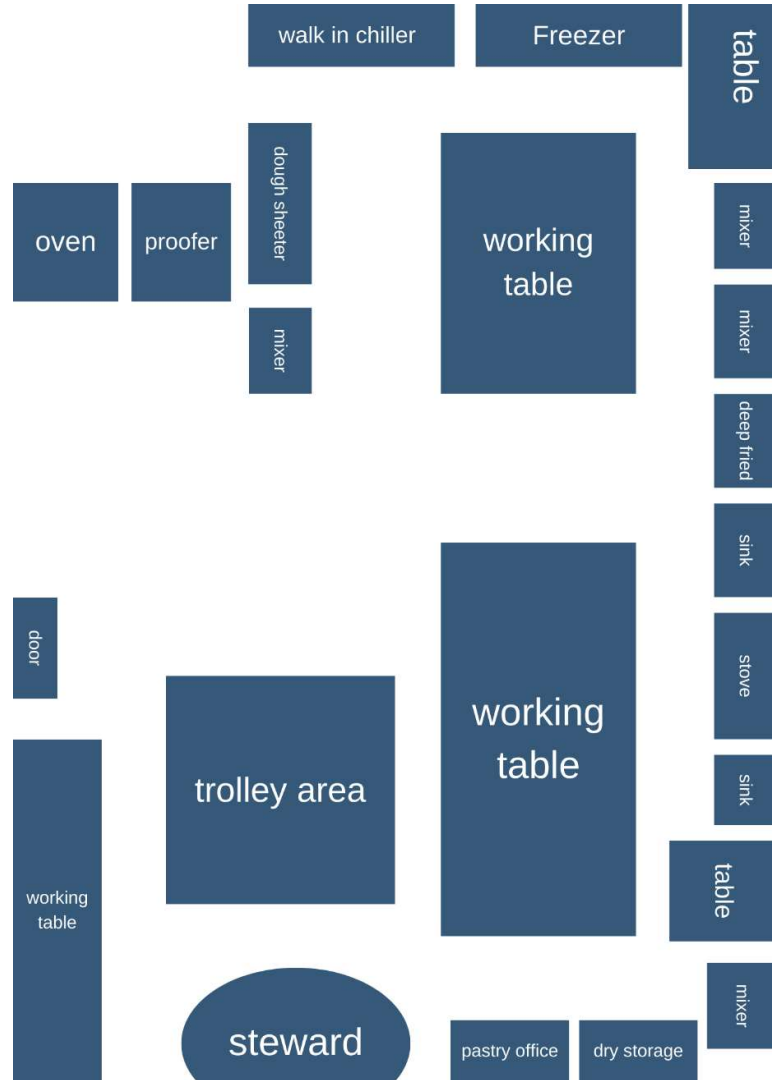 walk in chiller
Freezer
table
dough sheeter
oven
proofer
working
table
mixer
mixer
mixer
deep fried
sink
door
stove
working
table
trolley area
sink
working
table
table
mixer
steward
pastry office
dry storage